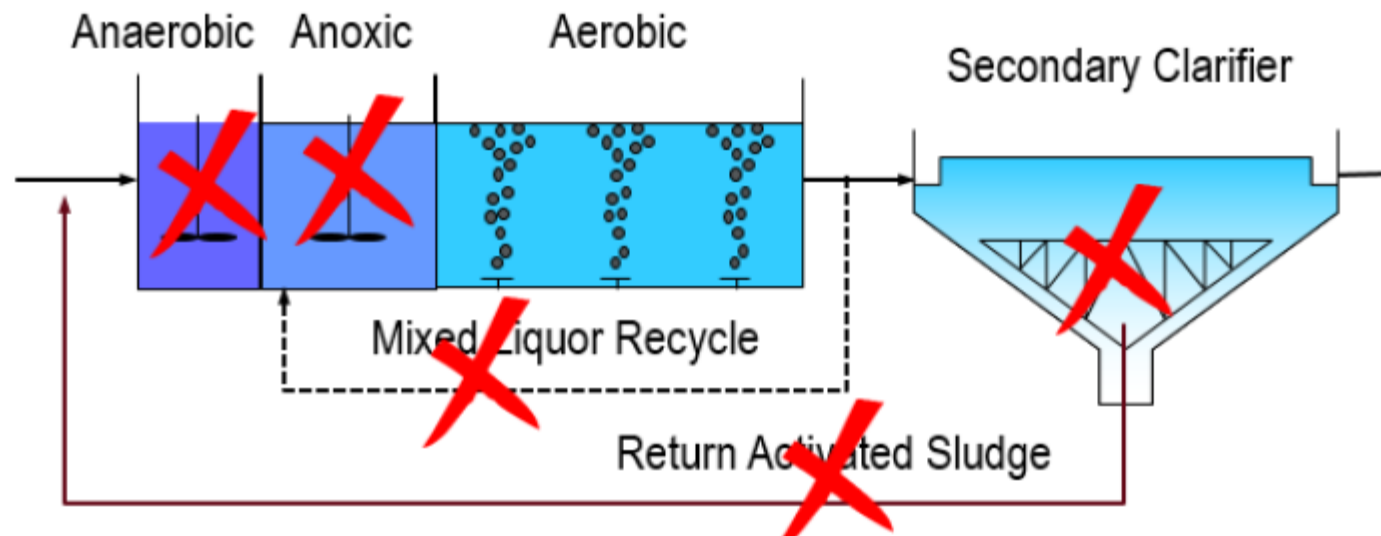 Anaerobic
Anoxic
Aerobic
Secondary Clarifier
Mixed Liquor Recycle
Return Activated Sludge